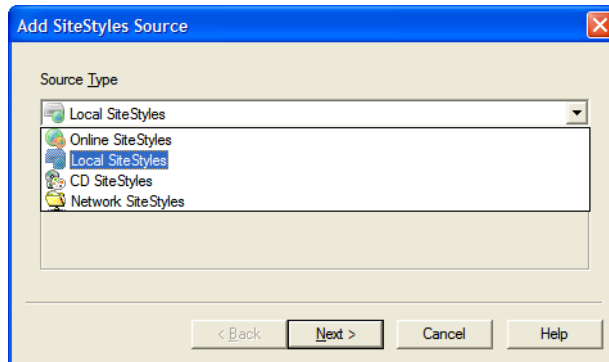 Add SiteStyles Source
Source Type
Local SiteStyles
Online SiteStyles
Local SiteStyles
CD SiteStyles
Network SiteStyles
< Back Next > Cancel Help